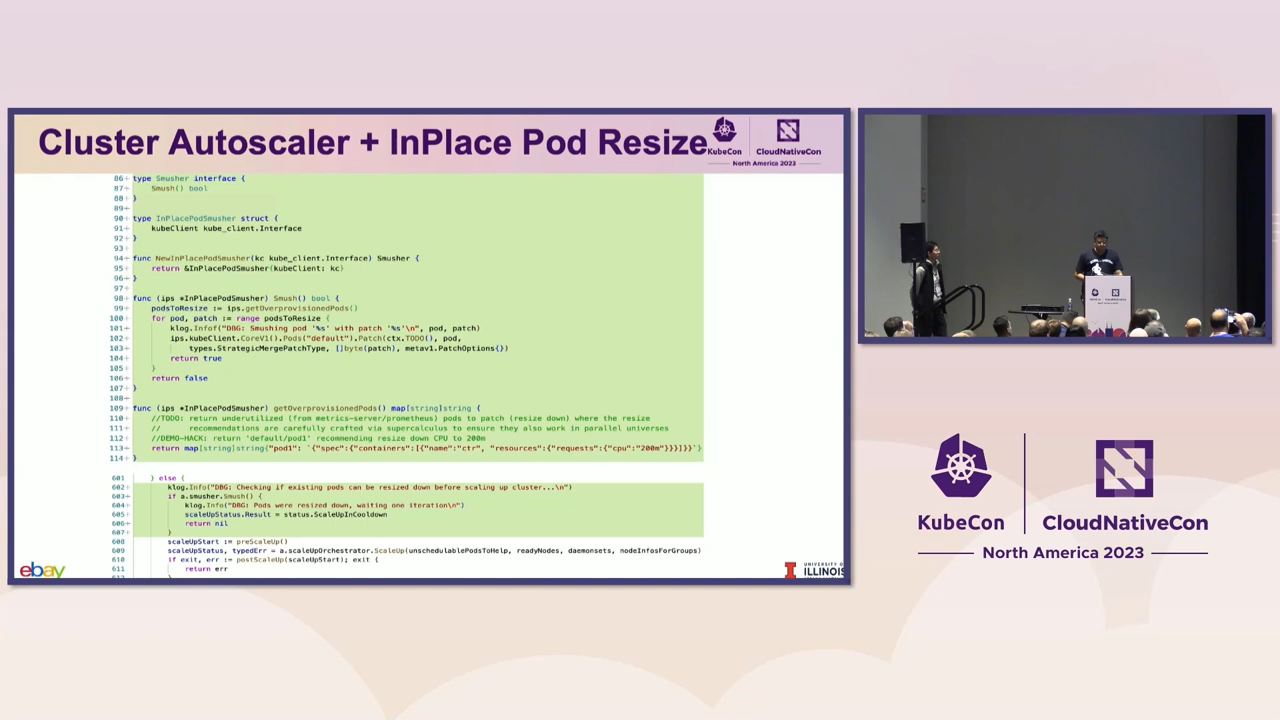 Cluster Autoscaler + InPlace Pod Resize
KubeCon
CloudNativeCon
North America 2023
86+ type Smusher interface {
87+ Smush() bool
88+ }
89+
90+ type InPlacePodSmusher struct {
91+ kubeClient kube_client.Interface
92+ }
93+
94+ func NewInPlacePodSmusher(kc kube_client.Interface) Smusher {
95+ return &InPlacePodSmusher{kubeClient: kc}
96+ }
97+
98+ func (ips *InPlacePodSmusher) Smush() bool {
99+ podsToResize := ips.getOverprovisionedPods()
100+ for pod, patch := range podsToResize {
101+ klog.Infof("DBG: Smushing pod '%s' with patch '%s'\n", pod, patch)
102+ ips.kubeClient.CoreV1().Pods("default").Patch(ctx.TODO(), pod,
103+ types.StrategicMergePatchType, []byte(patch), metav1.PatchOptions{})
104+ return true
105+ }
106+ return false
107+ }
108+
109+ func (ips *InPlacePodSmusher) getOverprovisionedPods() map[string]string {
110+ //TODO: return underutilized (from metrics-server/prometheus) pods to patch (resize down) where the resize
111+ // recommendations are carefully crafted via supercalculus to ensure they also work in parallel universes
112+ //DEMO-HACK: return 'default/pod1' recommending resize down CPU to 200m
113+ return map[string]string{"pod1": `{"spec":{"containers":[{"name":"ctr", "resources":{"requests":{"cpu":"200m"}}}]}}`}
114+ }
601 } else {
602+ klog.Info("DBG: Checking if existing pods can be resized down before scaling up cluster...\n")
603+ if a.smusher.Smush() {
604+ klog.Info("DBG: Pods were resized down, waiting one iteration\n")
605+ scaleUpStatus.Result = status.ScaleUpInCooldown
606+ return nil
607+ }
608 scaleUpStart := preScaleUp()
609 scaleUpStatus, typedErr = a.scaleUpOrchestrator.ScaleUp(unschedulablePodsToHelp, readyNodes, daemonsets, nodeInfosForGroups)
610 if exit, err := postScaleUp(scaleUpStart); exit {
611 return err
ebay
I
UNIVERSITY OF
ILLINOIS
KubeCon
CloudNativeCon
North America 2023